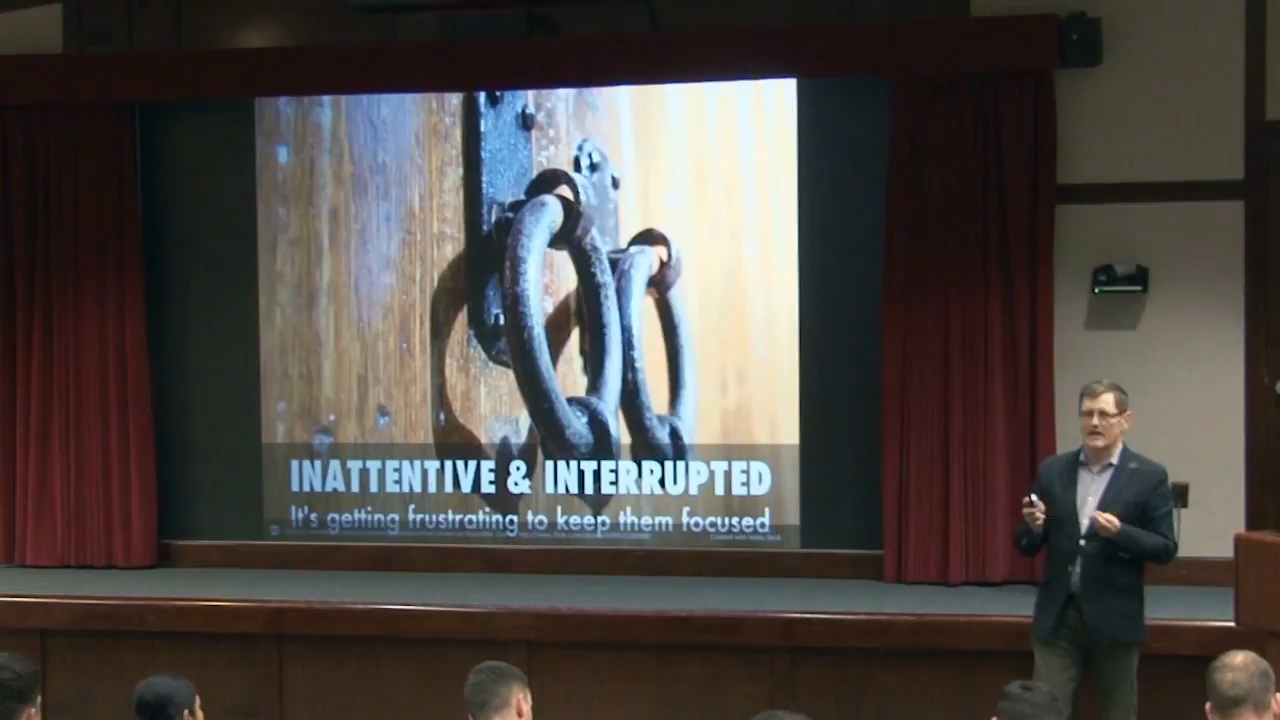 INATTENTIVE & INTERRUPTED
It's getting frustrating to keep them focused